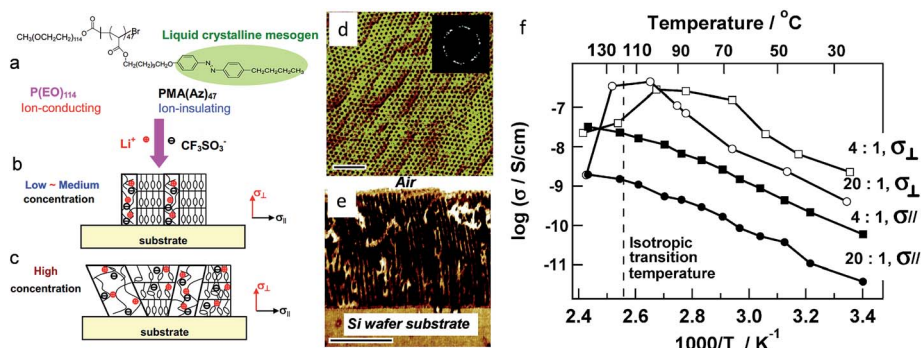 CH3(OCH2CH2)114
O
O
47
Br
Liquid crystalline mesogen
O
N
N
CH2CH2CH2CH3
a
P(EO)114
PMA(Az)47
Ion-conducting
Ion-insulating
Li+
CF3SO3-
b
Low ~ Medium
concentration
σ⊥
σ||
substrate
c
High
concentration
σ⊥
σ||
substrate
d
Air
e
Si wafer substrate
f
Temperature / °C
130 110 90 70 50 30
log (σ / S/cm)
-7
-8
-9
-10
-11
4 : 1, σ⊥
20 : 1, σ⊥
4 : 1, σ//
20 : 1, σ//
Isotropic
transition
temperature
2.4 2.6 2.8 3.0 3.2 3.4
1000/T, / K-1